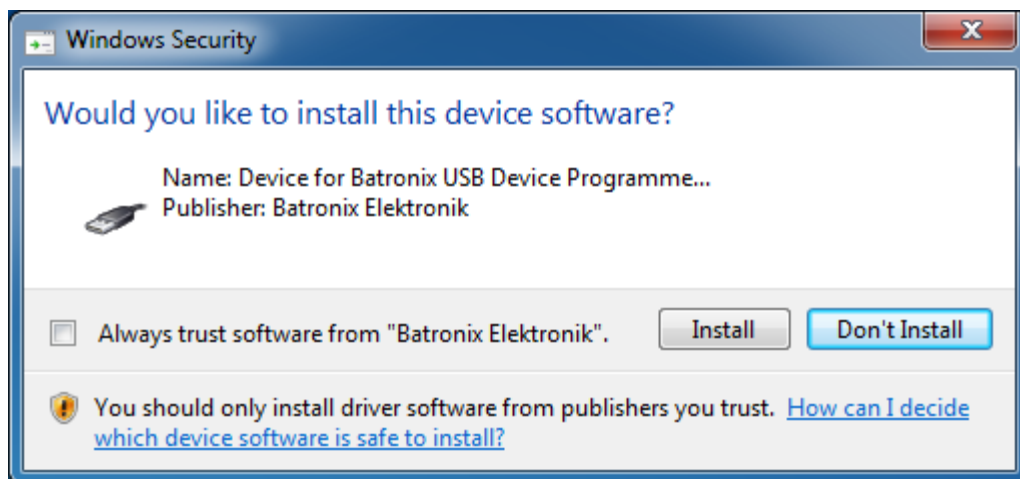 Windows Security
Would you like to install this device software?
Name: Device for Batronix USB Device Programme...
Publisher: Batronix Elektronik
Always trust software from "Batronix Elektronik".
Install
Don't Install
You should only install driver software from publishers you trust. How can I decide
which device software is safe to install?